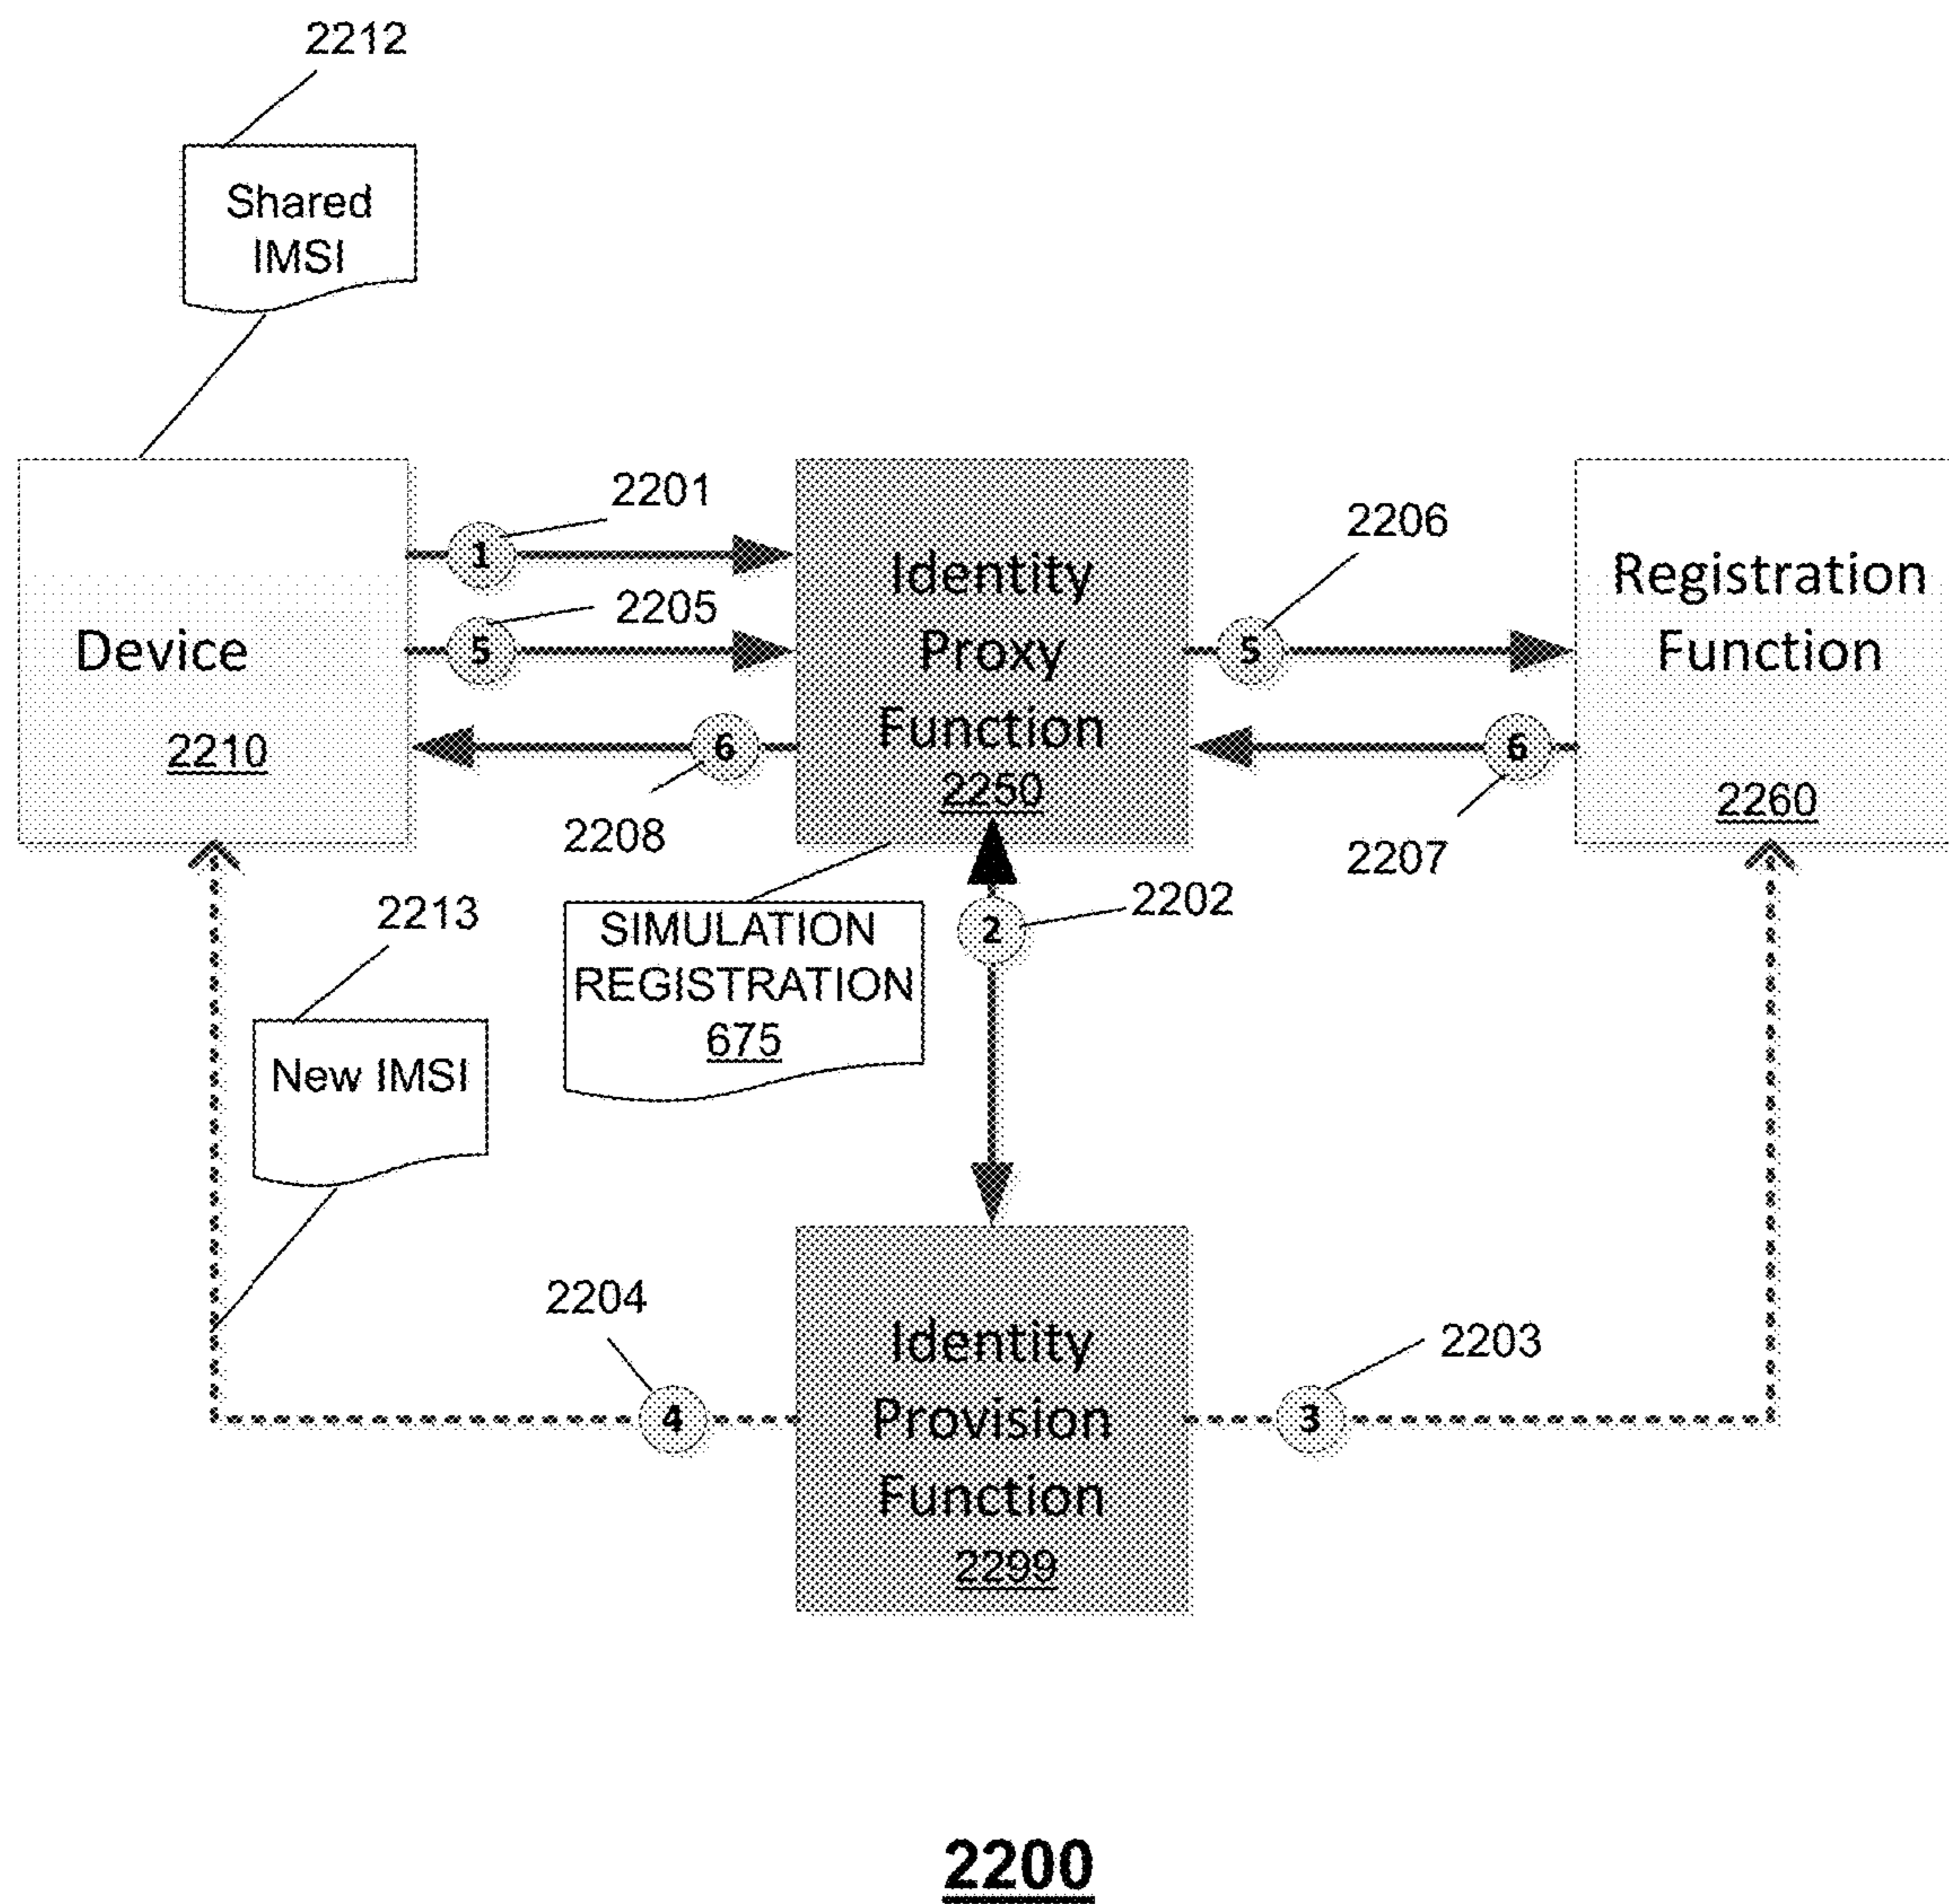 2212
Shared
IMSI
2201
1
2205
5
Device
2210
6
2208
Identity
Proxy
Function
2250
2206
5
Registration
Function
2260
6
2207
2213
New IMSI
SIMULATION
REGISTRATION
675
2
2202
2204
4
Identity
Provision
Function
2299
2203
3
2200